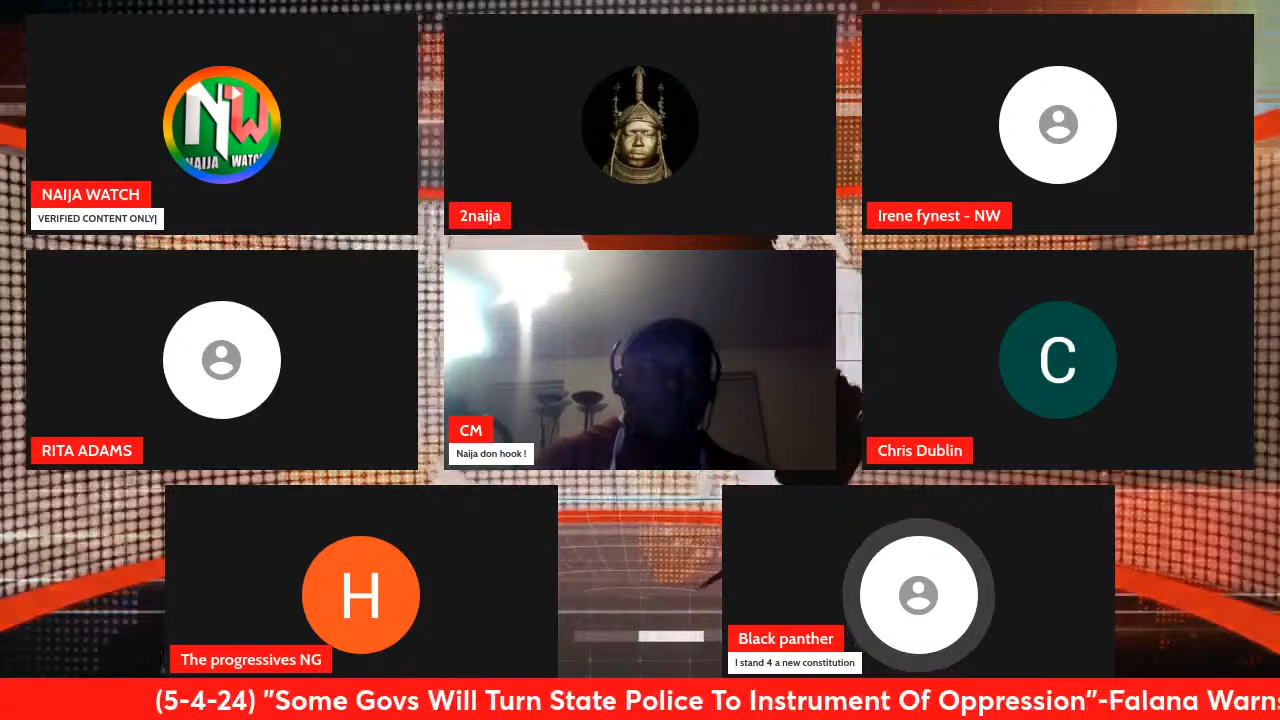 NW
NAIJA WATCH
NAIJA WATCH
VERIFIED CONTENT ONLY|
2naija
Irene fynest - NW
RITA ADAMS
CM
Naija don hook !
C
Chris Dublin
H
The progressives NG
Black panther
I stand 4 a new constitution
(5-4-24) "Some Govs Will Turn State Police To Instrument Of Oppression"-Falana Warns